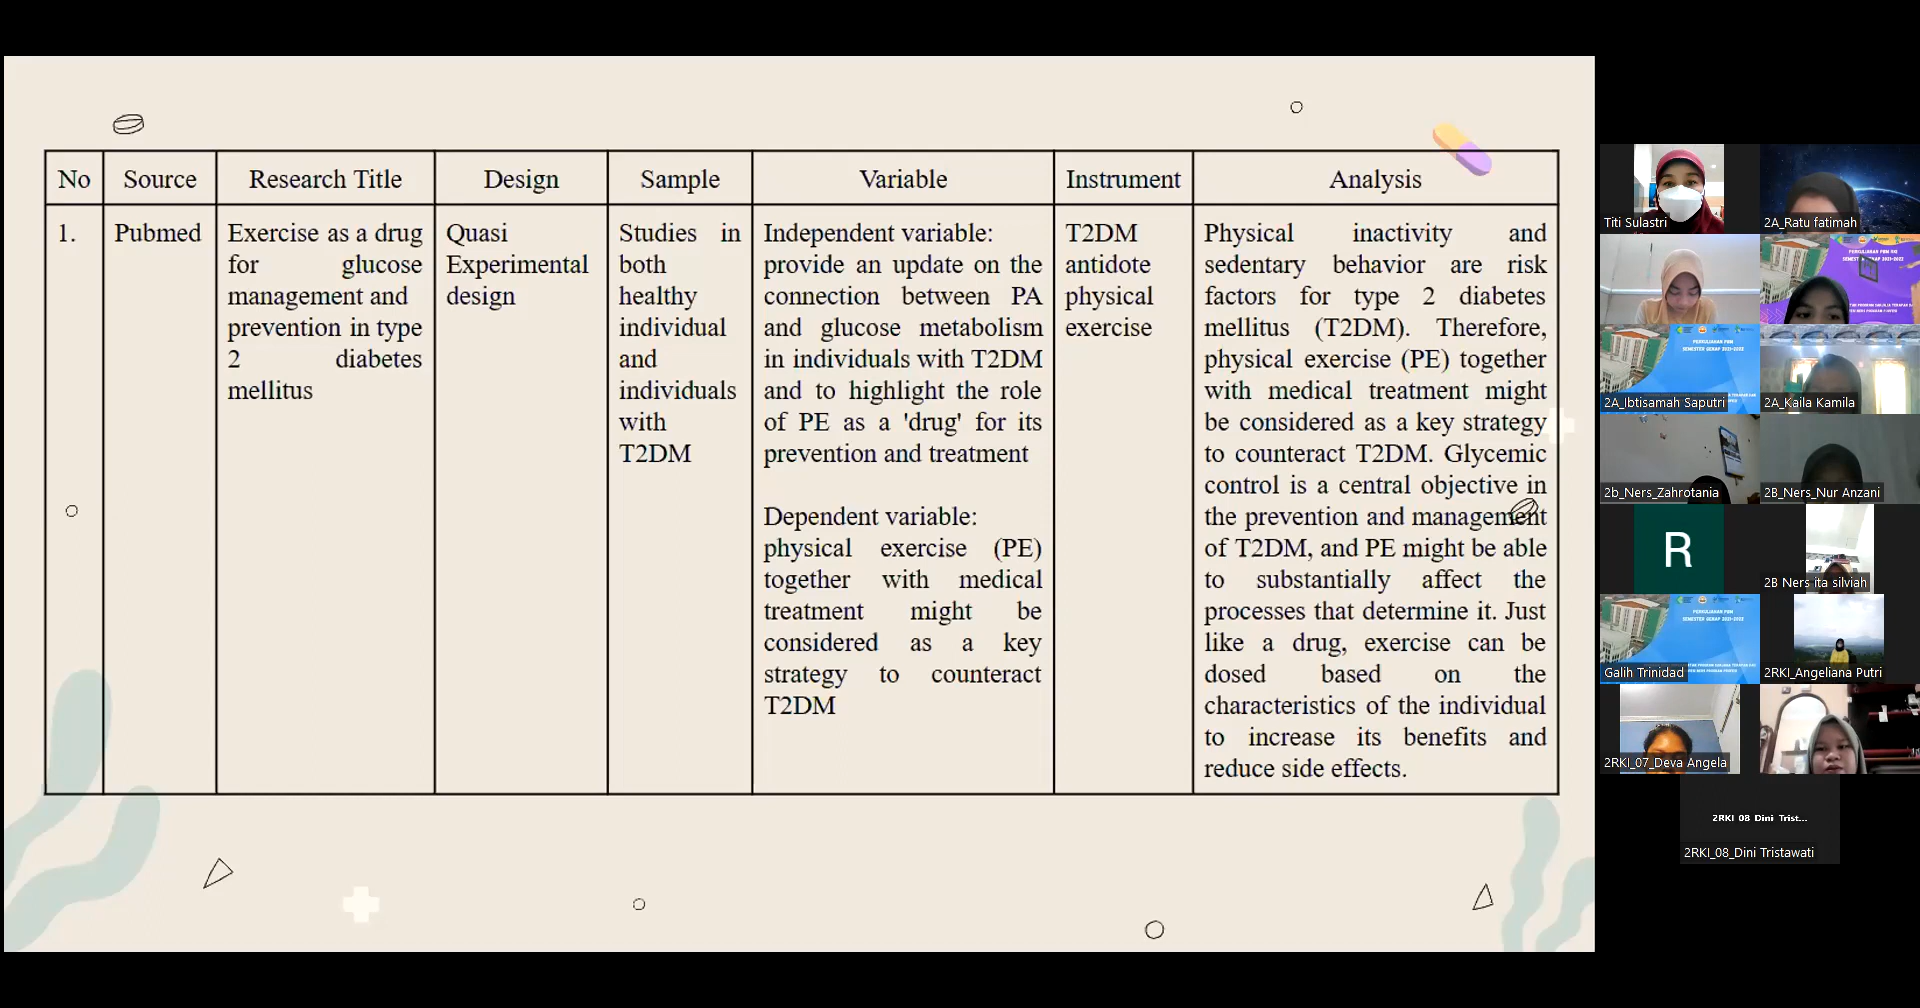 No
Source
Research Title
Design
Sample
Variable
Instrument
Analysis
1.
Pubmed
Exercise as a drug
for glucose
management and
prevention in type
2 diabetes
mellitus
Quasi
Experimental
design
Studies in
both
healthy
individual
and
individuals
with
T2DM
Independent variable:
provide an update on the
connection between PA
and glucose metabolism
in individuals with T2DM
and to highlight the role
of PE as a 'drug' for its
prevention and treatment
Dependent variable:
physical exercise (PE)
together with medical
treatment might be
considered as a key
strategy to counteract
T2DM
T2DM
antidote
physical
exercise
Physical inactivity and
sedentary behavior are risk
factors for type 2 diabetes
mellitus (T2DM). Therefore,
physical exercise (PE) together
with medical treatment might
be considered as a key strategy
to counteract T2DM. Glycemic
control is a central objective in
the prevention and management
of T2DM, and PE might be able
to substantially affect the
processes that determine it. Just
like a drug, exercise can be
dosed based on the
characteristics of the individual
to increase its benefits and
reduce side effects.
Titi Sulastri
2A_Ratu fatimah
2A_Ibtisamah Saputri
2A_Kaila Kamila
2b_Ners_Zahrotania
2B_Ners_Nur Anzani
R
2B Ners ita silviah
PERKULIAHAN PBM
SEMESTER GENAP 2021-2022
Galih Trinidad
2RKI_Angeliana Putri
2RKI_07_Deva Angela
2RKI 08 Dini Trist...
2RKI_08_Dini Tristawati